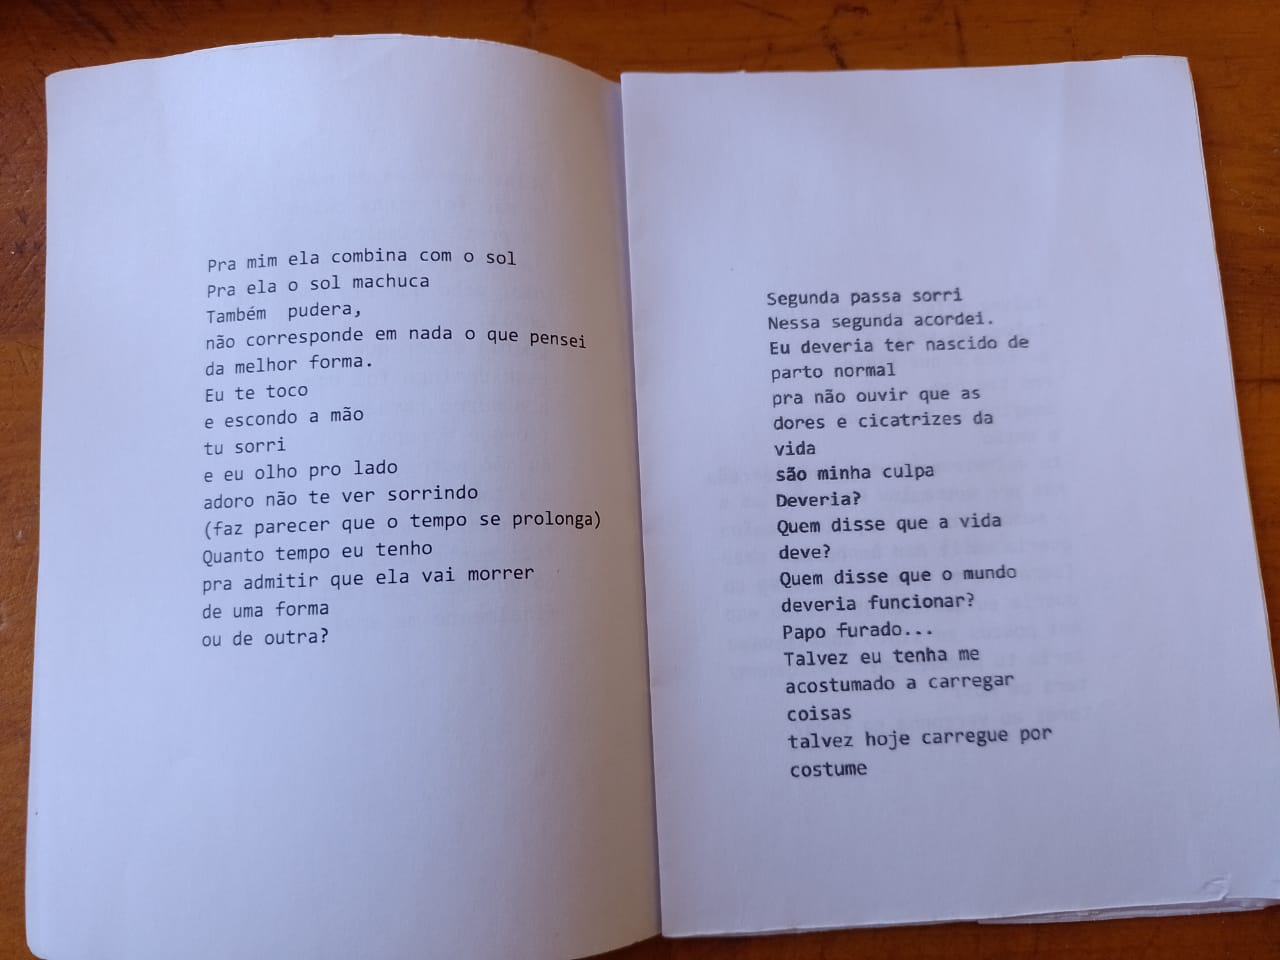 Pra mim ela combina com o sol
Pra ela o sol machuca
Também  pudera,
não corresponde em nada o que pensei
da melhor forma.
Eu te toco
e escondo a mão
tu sorri
e eu olho pro lado
adoro não te ver sorrindo
(faz parecer que o tempo se prolonga)
Quanto tempo eu tenho
pra admitir que ela vai morrer
de uma forma
ou de outra?
Segunda passa sorri
Nessa segunda acordei.
Eu deveria ter nascido de
parto normal
pra não ouvir que as
dores e cicatrizes da
vida
são minha culpa
Deveria?
Quem disse que a vida
deve?
Quem disse que o mundo
deveria funcionar?
Papo furado...
Talvez eu tenha me
acostumado a carregar
coisas
talvez hoje carregue por
costume